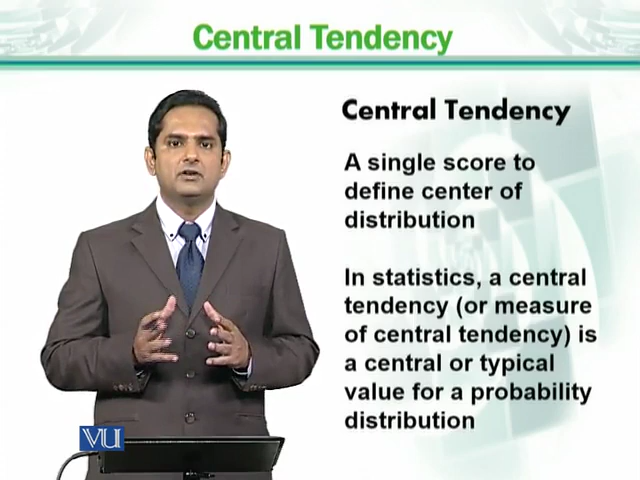 Central Tendency
Central Tendency
A single score to
define center of
distribution
In statistics, a central
tendency (or measure
of central tendency) is
a central or typical
value for a probability
distribution
VU